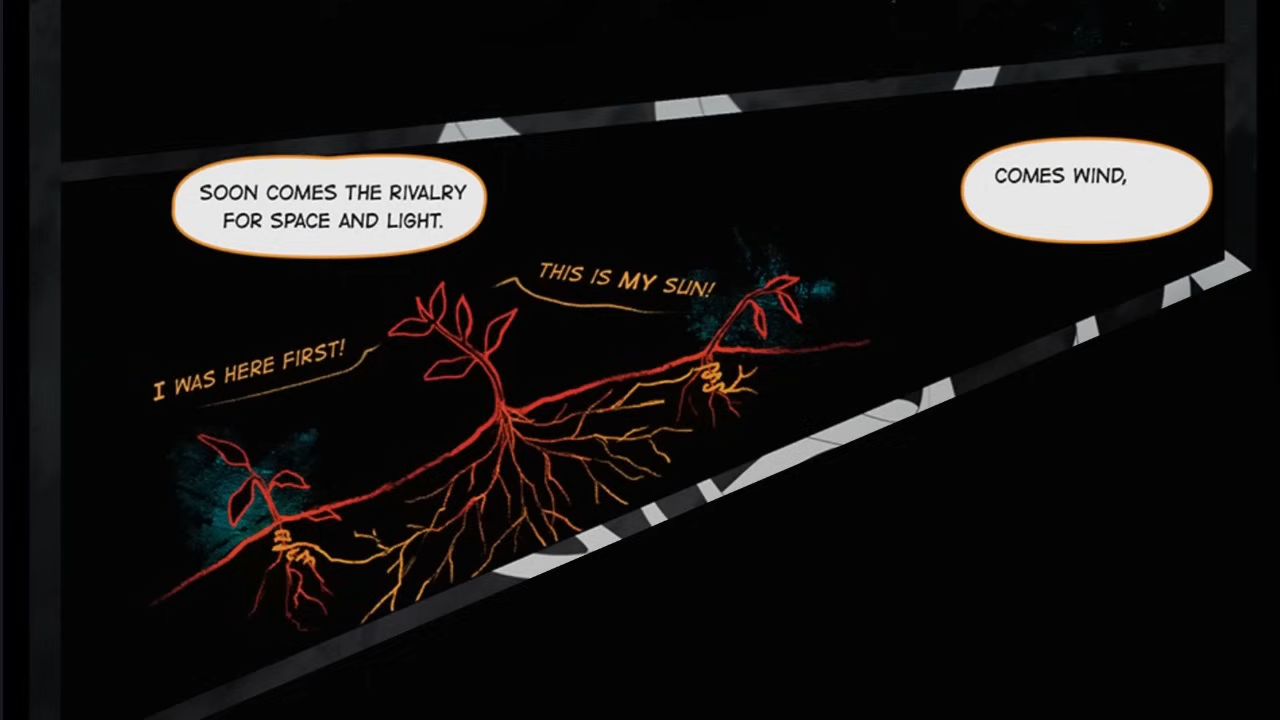 SOON COMES THE RIVALRY
FOR SPACE AND LIGHT.
COMES WIND,
THIS IS MY SUN!
I WAS HERE FIRST!